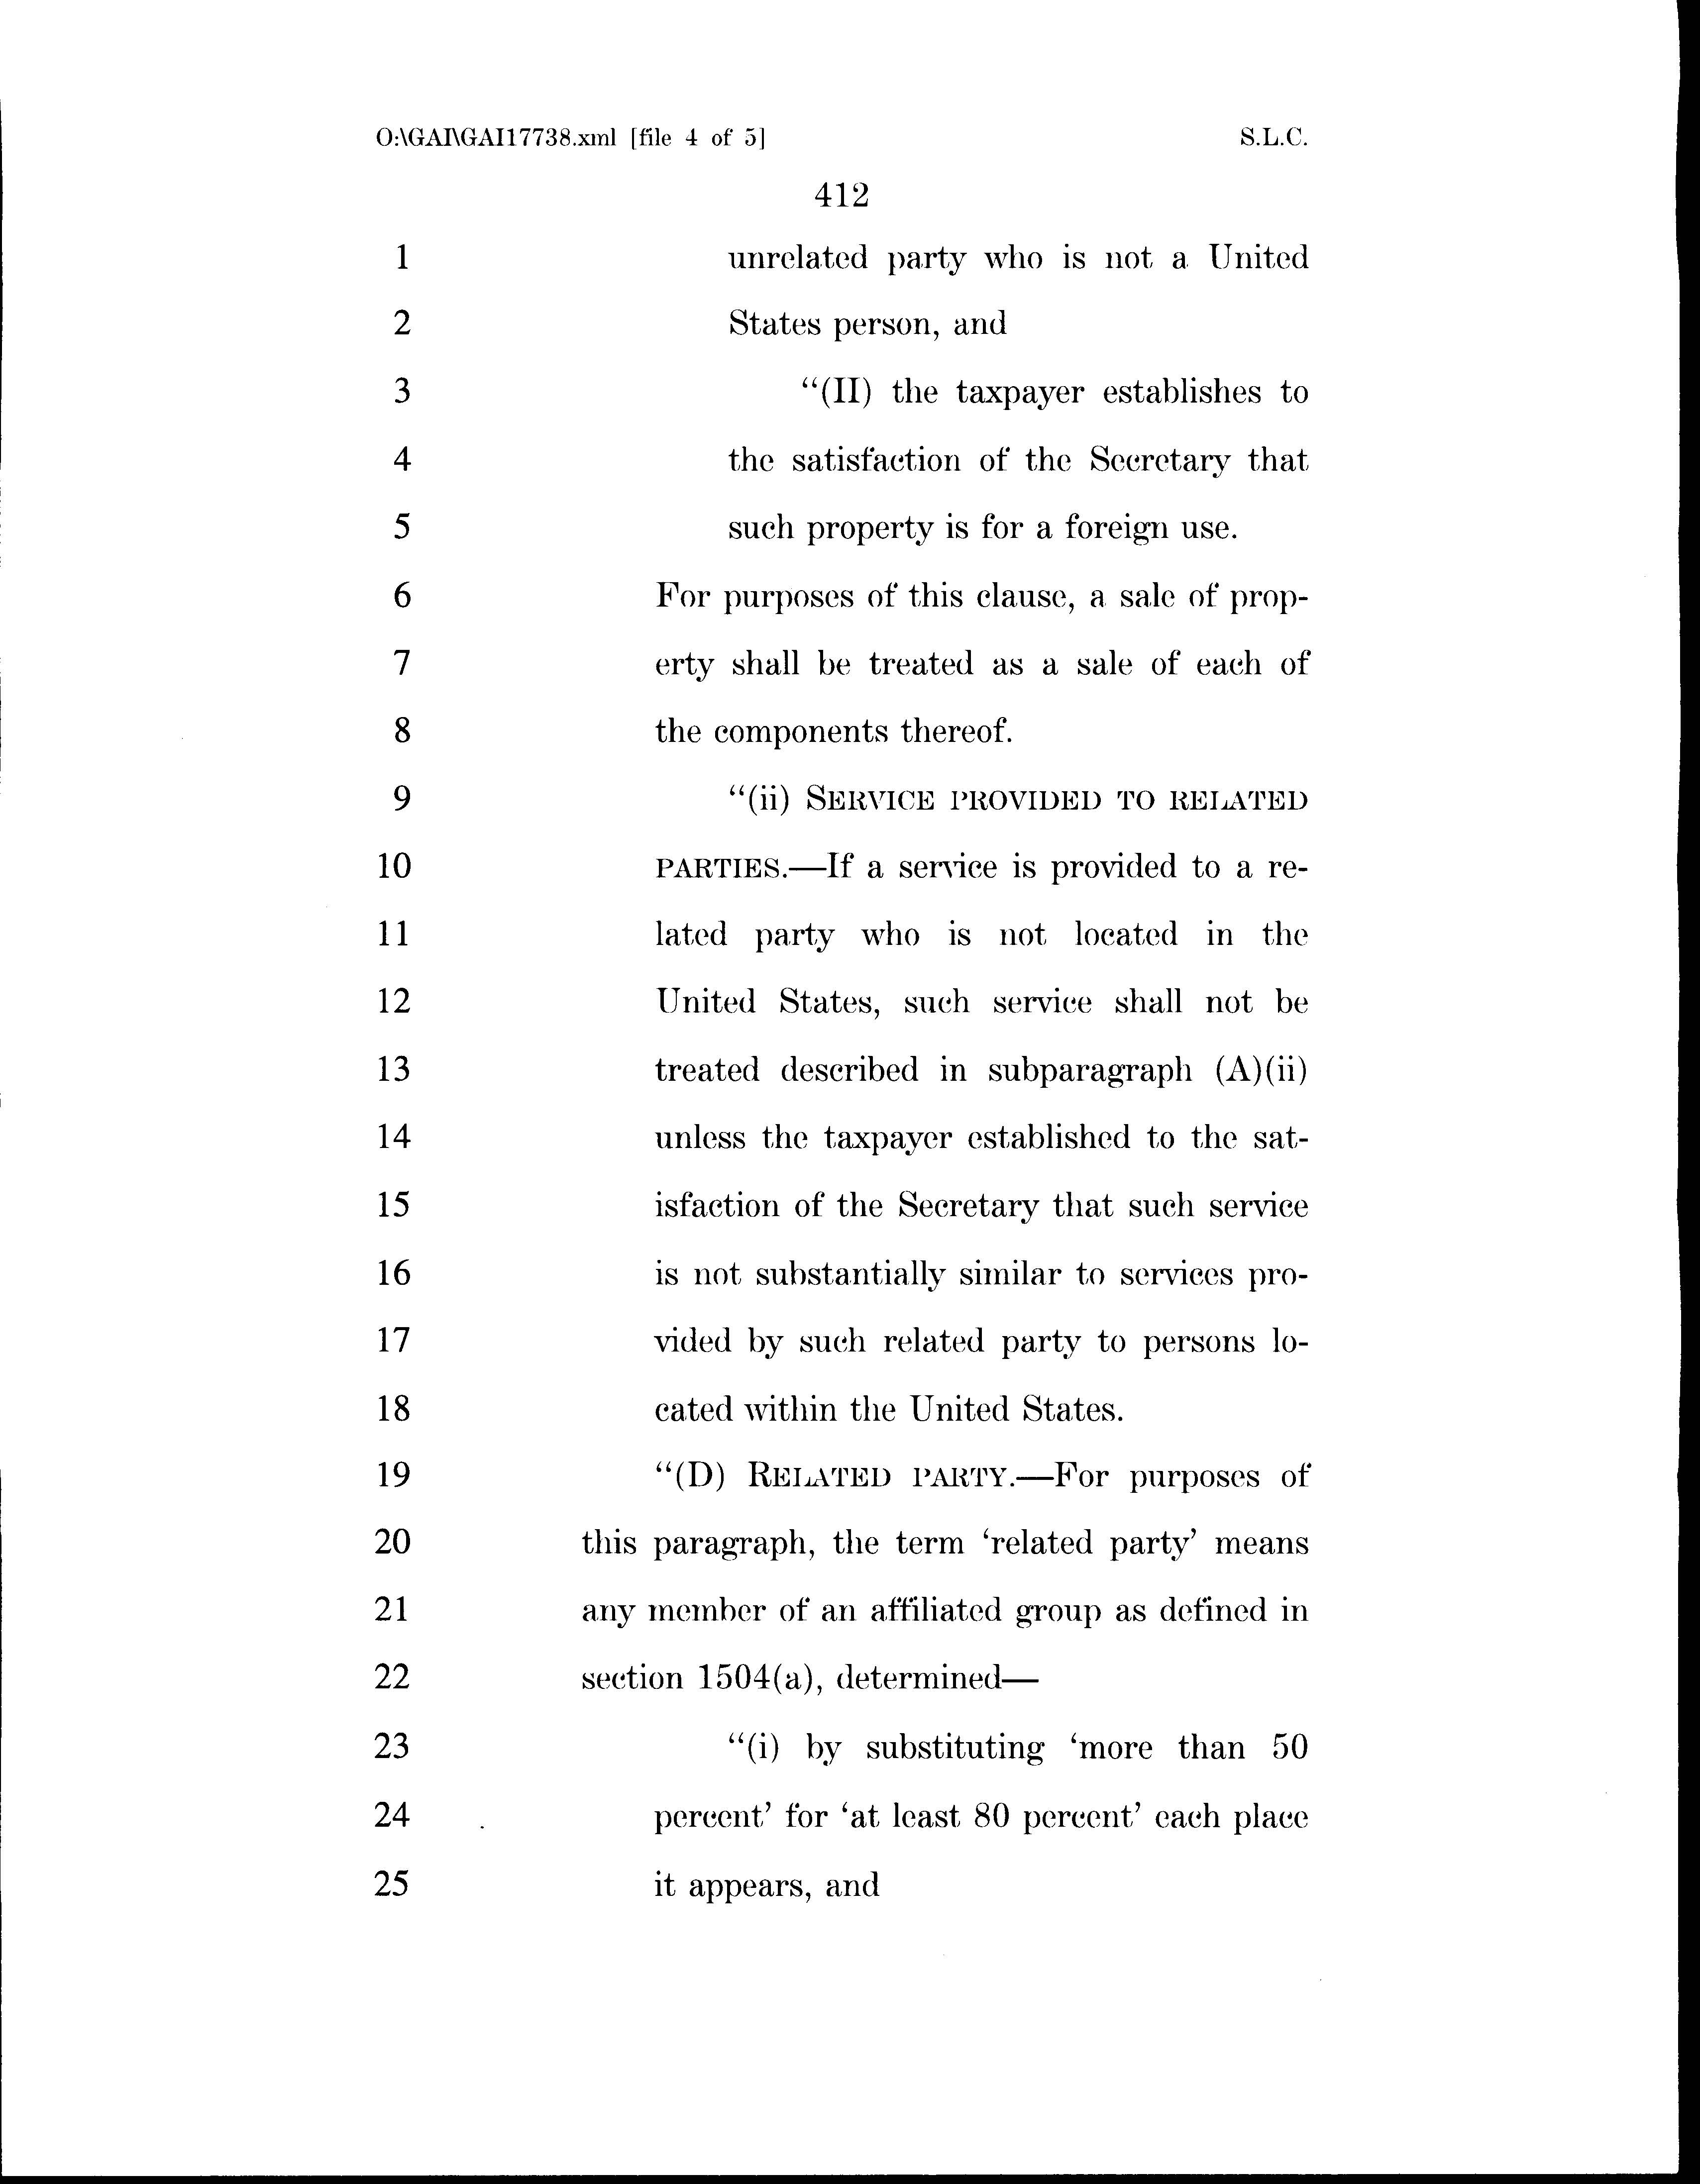 O:\GAI\GAI17738.xml [file 4 of 5] S.L.C.
412
1 unrelated party who is not a United
2 States person, and
3 “(II) the taxpayer establishes to
4 the satisfaction of the Secretary that
5 such property is for a foreign use.
6 For purposes of this clause, a sale of prop-
7 erty shall be treated as a sale of each of
8 the components thereof.
9 “(ii) SERVICE PROVIDED TO RELATED
10 PARTIES.—If a service is provided to a re-
11 lated party who is not located in the
12 United States, such service shall not be
13 treated described in subparagraph (A)(ii)
14 unless the taxpayer established to the sat-
15 isfaction of the Secretary that such service
16 is not substantially similar to services pro-
17 vided by such related party to persons lo-
18 cated within the United States.
19 “(D) RELATED PARTY.—For purposes of
20 this paragraph, the term ‘related party’ means
21 any member of an affiliated group as defined in
22 section 1504(a), determined—
23 “(i) by substituting ‘more than 50
24 percent’ for ‘at least 80 percent’ each place
25 it appears, and